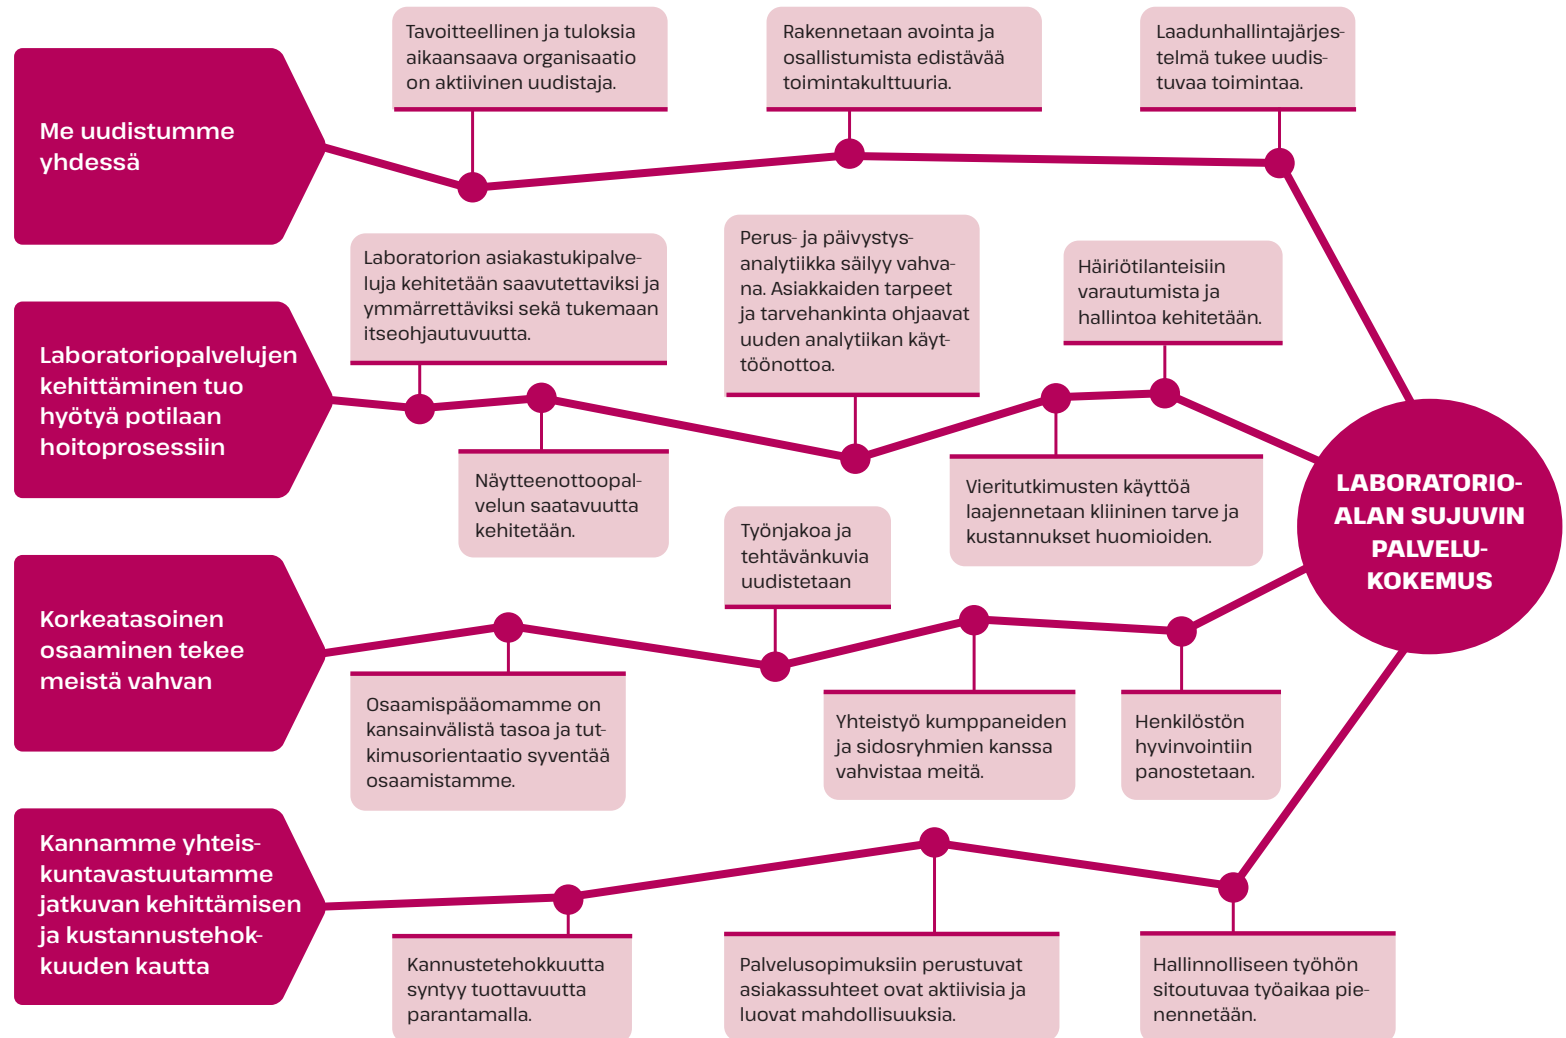 Me uudistumme
yhdessä
Tavoitteellinen ja tuloksia
aikaansaava organisaatio
on aktiivinen uudistaja.
Rakennetaan avointa ja
osallistumista edistävää
toimintakulttuuria.
Laadunhallintajärjes-
telmä tukee uudis-
tuvaa toimintaa.
Laboratoriopalvelujen
kehittäminen tuo
hyötyä potilaan
hoitoprosessiin
Laboratorion asiakastukipalve-
luja kehitetään saavutettaviksi ja
ymmärrettäviksi sekä tukemaan
itseohjautuvuutta.
Näytteenottoopal-
velun saatavuutta
kehitetään.
Perus- ja päivystys-
analytiikka säilyy vahva-
na. Asiakkaiden tarpeet
ja tarvehankinta ohjaavat
uuden analytiikan käyt-
töönottoa.
Vieritutkimusten käyttöä
laajennetaan kliininen tarve ja
kustannukset huomioiden.
Häiriötilanteisiin
varautumista ja
hallintoa kehitetään.
Korkeatasoinen
osaaminen tekee
meistä vahvan
Osaamispääomamme on
kansainvälistä tasoa ja tut-
kimusorientaatio syventää
osaamistamme.
Työnjakoa ja
tehtävänkuvia
uudistetaan
Yhteistyö kumppaneiden
ja sidosryhmien kanssa
vahvistaa meitä.
Henkilöstön
hyvinvointiin
panostetaan.
Kannamme yhteis-
kuntavastuutamme
jatkuvan kehittämisen
ja kustannustehok-
kuuden kautta
Kannustetehokkuutta
syntyy tuottavuutta
parantamalla.
Palvelusopimuksiin perustuvat
asiakassuhteet ovat aktiivisia ja
luovat mahdollisuuksia.
Hallinnolliseen työhön
sitoutuvaa työaikaa pie-
nennetään.
LABORATORIO-
ALAN SUJUVIN
PALVELU-
KOKEMUS